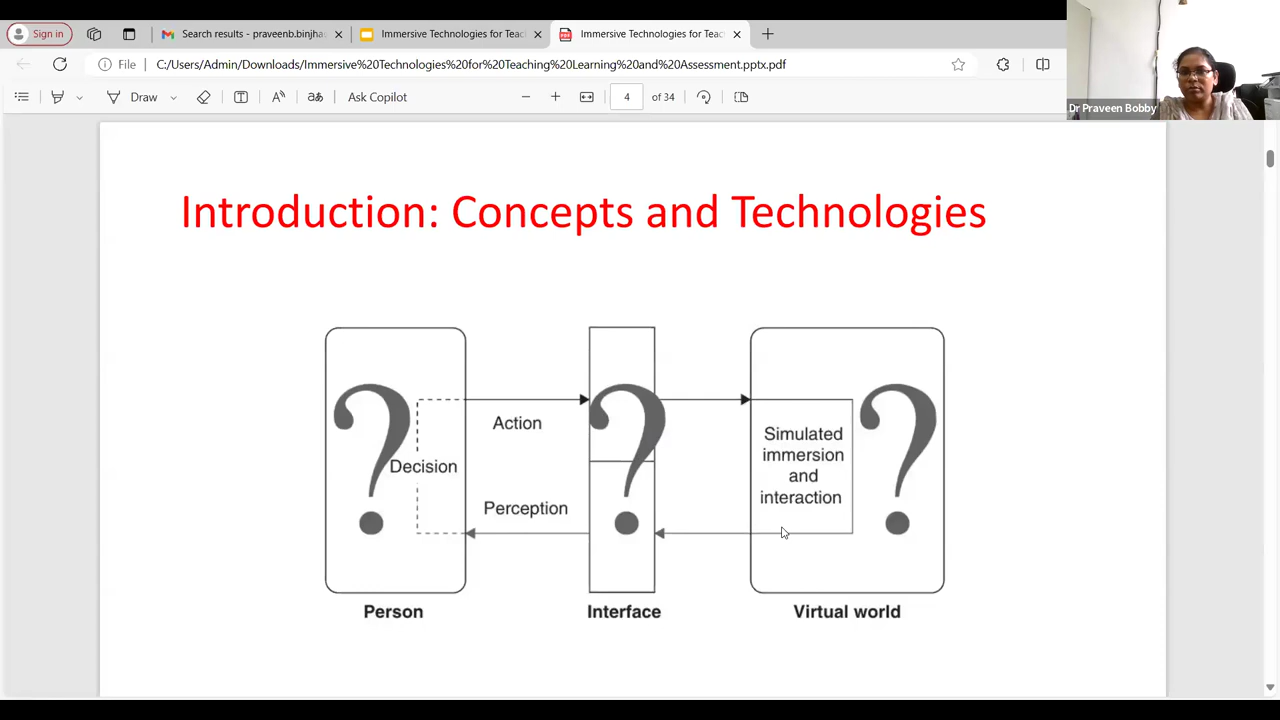 Sign in
Search results - praveenb.binjha
Immersive Technologies for Teac
Immersive Technologies for Teac
File
C:/Users/Admin/Downloads/Immersive%20Technologies%20for%20Teaching%20Learning%20and%20Assessment.pptx.pdf
Draw
Ask Copilot
4
of 34
Dr Praveen Bobby
Introduction: Concepts and Technologies
?
?
?
Action
Decision
Perception
Simulated
immersion
and
interaction
Person
Interface
Virtual world